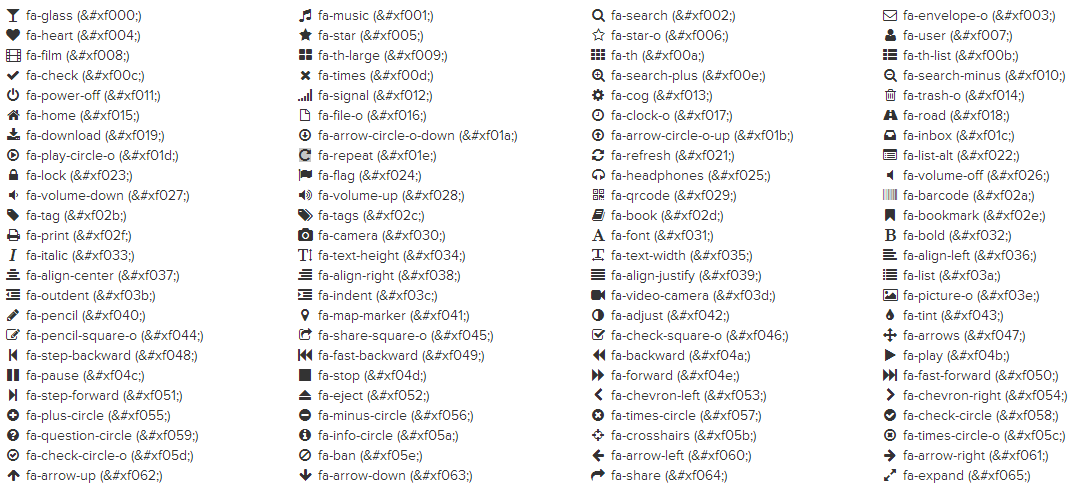 fa-glass (&#xf000;) fa-music (&#xf001;) fa-search (&#xf002;) fa-envelope-o (&#xf003;)
fa-heart (&#xf004;) fa-star (&#xf005;) fa-star-o (&#xf006;) fa-user (&#xf007;)
fa-film (&#xf008;) fa-th-large (&#xf009;) fa-th (&#xf00a;) fa-th-list (&#xf00b;)
fa-check (&#xf00c;) fa-times (&#xf00d;) fa-search-plus (&#xf00e;) fa-search-minus (&#xf010;)
fa-power-off (&#xf011;) fa-signal (&#xf012;) fa-cog (&#xf013;) fa-trash-o (&#xf014;)
fa-home (&#xf015;) fa-file-o (&#xf016;) fa-clock-o (&#xf017;) fa-road (&#xf018;)
fa-download (&#xf019;) fa-arrow-circle-o-down (&#xf01a;) fa-arrow-circle-o-up (&#xf01b;) fa-inbox (&#xf01c;)
fa-play-circle-o (&#xf01d;) fa-repeat (&#xf01e;) fa-refresh (&#xf021;) fa-list-alt (&#xf022;)
fa-lock (&#xf023;) fa-flag (&#xf024;) fa-headphones (&#xf025;) fa-volume-off (&#xf026;)
fa-volume-down (&#xf027;) fa-volume-up (&#xf028;) fa-qrcode (&#xf029;) fa-barcode (&#xf02a;)
fa-tag (&#xf02b;) fa-tags (&#xf02c;) fa-book (&#xf02d;) fa-bookmark (&#xf02e;)
fa-print (&#xf02f;) fa-camera (&#xf030;) fa-font (&#xf031;) fa-bold (&#xf032;)
fa-italic (&#xf033;) fa-text-height (&#xf034;) fa-text-width (&#xf035;) fa-align-left (&#xf036;)
fa-align-center (&#xf037;) fa-align-right (&#xf038;) fa-align-justify (&#xf039;) fa-list (&#xf03a;)
fa-outdent (&#xf03b;) fa-indent (&#xf03c;) fa-video-camera (&#xf03d;) fa-picture-o (&#xf03e;)
fa-pencil (&#xf040;) fa-map-marker (&#xf041;) fa-adjust (&#xf042;) fa-tint (&#xf043;)
fa-pencil-square-o (&#xf044;) fa-share-square-o (&#xf045;) fa-check-square-o (&#xf046;) fa-arrows (&#xf047;)
fa-step-backward (&#xf048;) fa-fast-backward (&#xf049;) fa-backward (&#xf04a;) fa-play (&#xf04b;)
fa-pause (&#xf04c;) fa-stop (&#xf04d;) fa-forward (&#xf04e;) fa-fast-forward (&#xf050;)
fa-step-forward (&#xf051;) fa-eject (&#xf052;) fa-chevron-left (&#xf053;) fa-chevron-right (&#xf054;)
fa-plus-circle (&#xf055;) fa-minus-circle (&#xf056;) fa-times-circle (&#xf057;) fa-check-circle (&#xf058;)
fa-question-circle (&#xf059;) fa-info-circle (&#xf05a;) fa-crosshairs (&#xf05b;) fa-times-circle-o (&#xf05c;)
fa-check-circle-o (&#xf05d;) fa-ban (&#xf05e;) fa-arrow-left (&#xf060;) fa-arrow-right (&#xf061;)
fa-arrow-up (&#xf062;) fa-arrow-down (&#xf063;) fa-share (&#xf064;) fa-expand (&#xf065;)